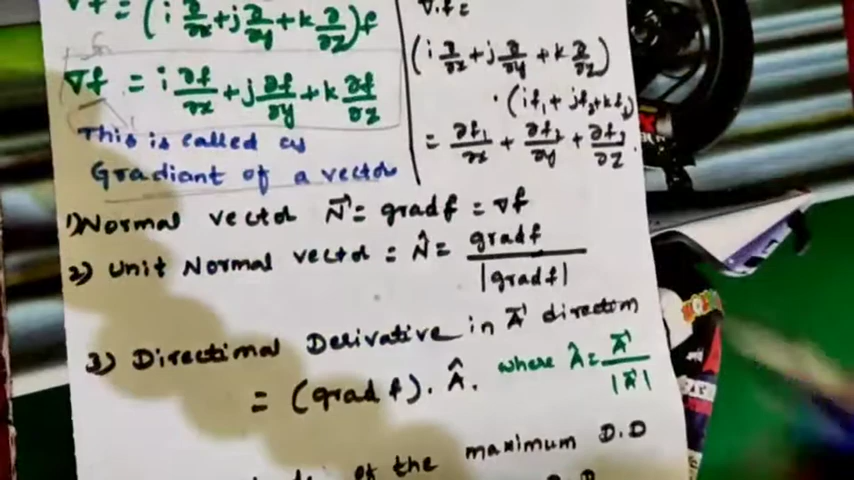 ∇f = (i ∂/∂x + j ∂/∂y + k ∂/∂z) f
∇f = i ∂f/∂x + j ∂f/∂y + k ∂f/∂z
This is called as
Gradiant of a vector
∇.f =
(i ∂/∂x + j ∂/∂y + k ∂/∂z)
. (if₁ + jf₂ + kf₃)
= ∂f₁/∂x + ∂f₂/∂y + ∂f₃/∂z.
1) Normal vector N⃗ = grad f = ∇f
2) Unit Normal vector = N̂ = grad f / |grad f|
3) Directional Derivative in A⃗ direction
= (grad f) . Â. where Â = A⃗ / |A⃗|
of the maximum D.D